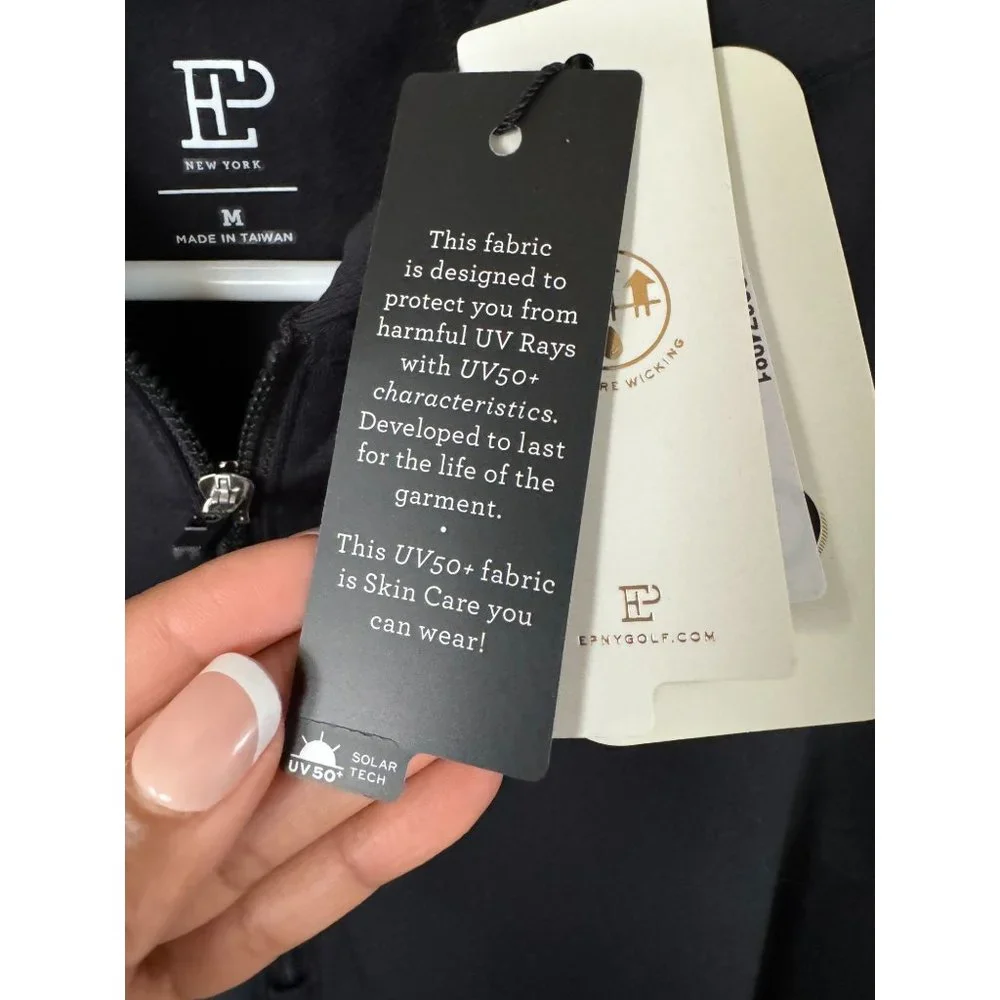 EP
NEW YORK
M
MADE IN TAIWAN
This fabric
is designed to
protect you from
harmful UV Rays
with UV50+
characteristics.
Developed to last
for the life of the
garment.
•
This UV50+ fabric
is Skin Care you
can wear!
UV50+
SOLAR
TECH
WICKING
EP
EPNYGOLF.COM